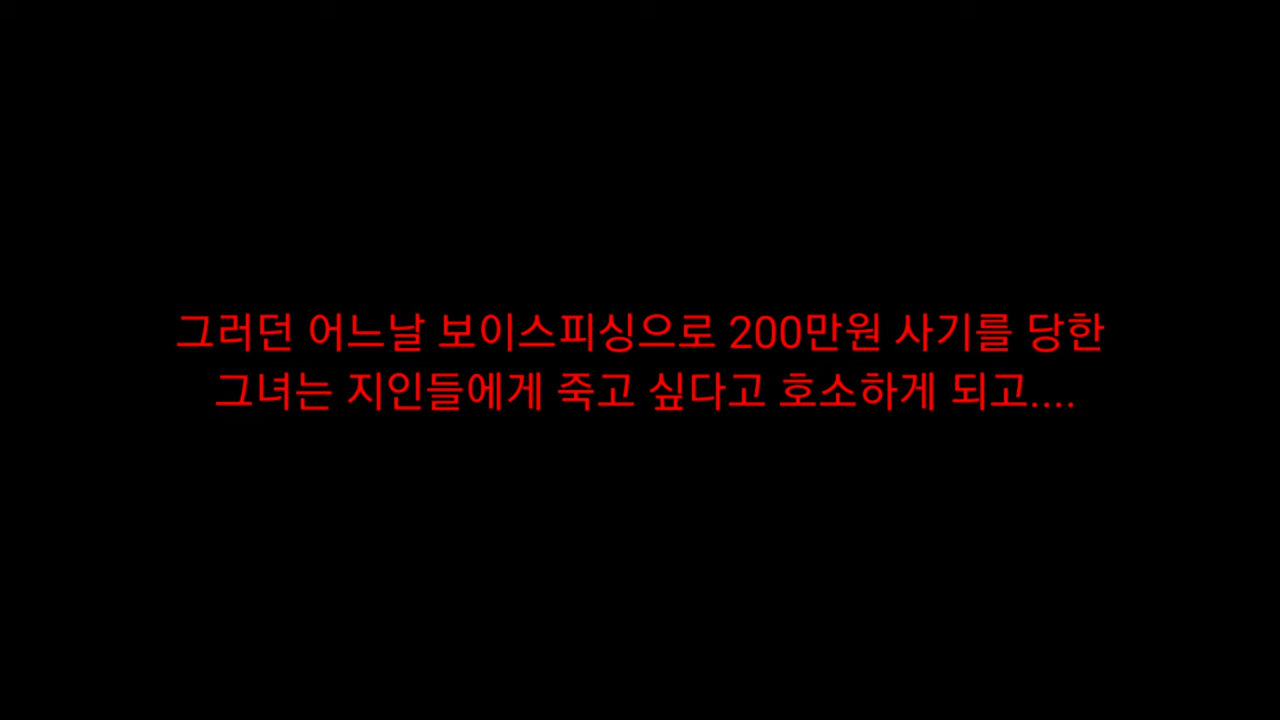 그러던 어느날 보이스피싱으로 200만원 사기를 당한
그녀는 지인들에게 죽고 싶다고 호소하게 되고....